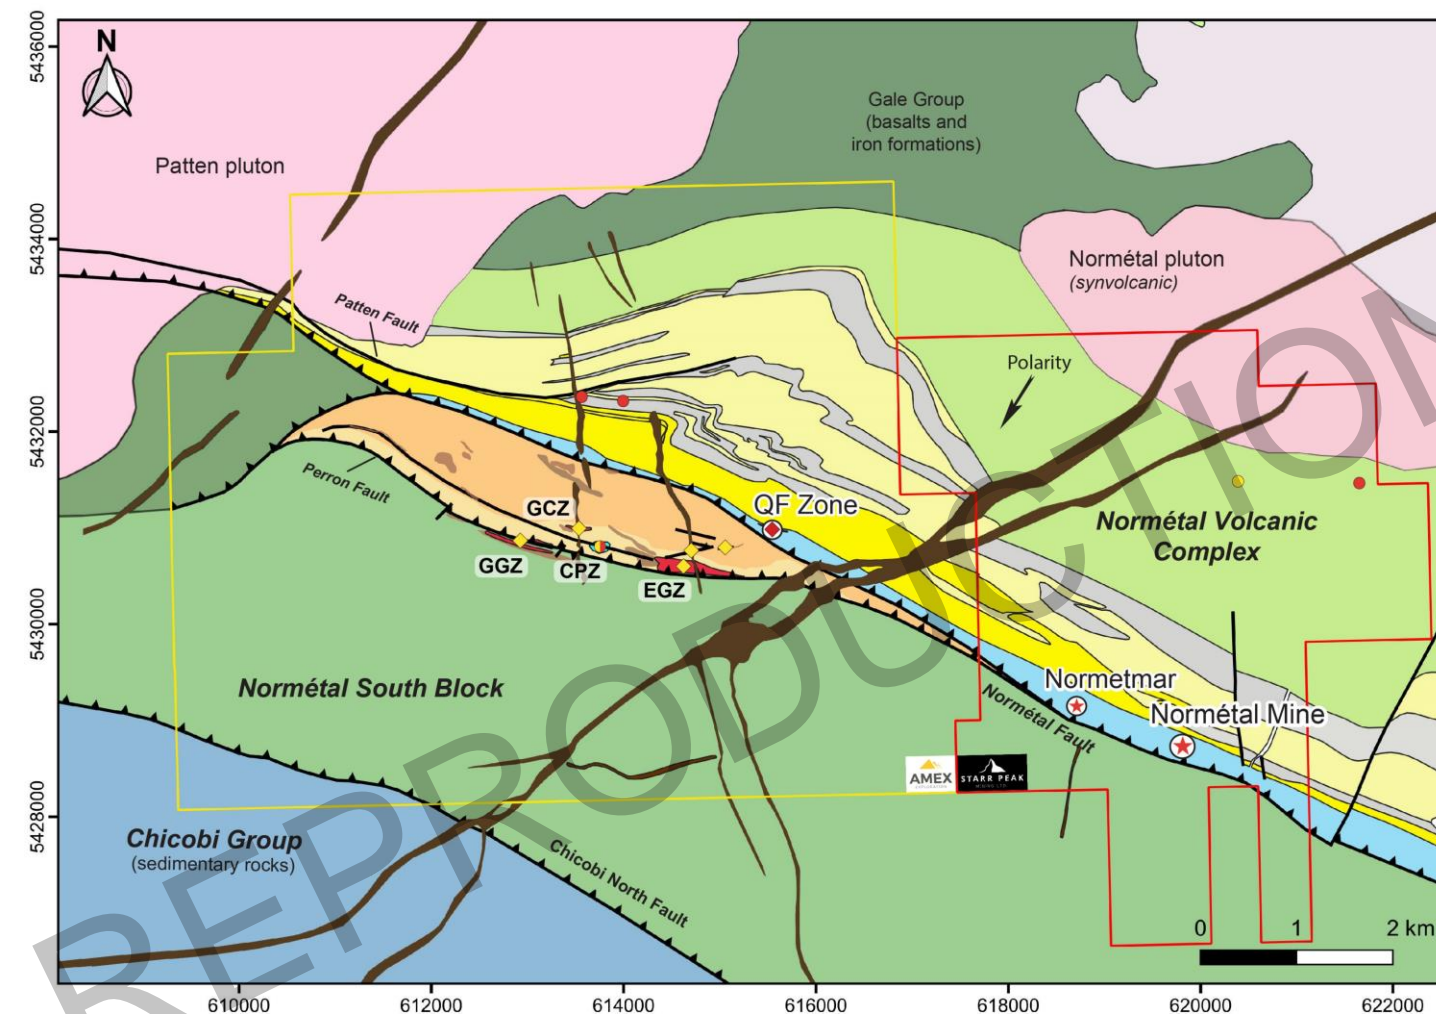 N
Patten pluton
Gale Group
(basalts and
iron formations)
Normétal pluton
(synvolcanic)
Patten Fault
Polarity
Perron Fault
GCZ
QF Zone
Normétal Volcanic
Complex
GGZ
CPZ
EGZ
Normétal South Block
Normetmar
Normétal Mine
Normétal Fault
AMEX
EXPLORATION
STARR PEAK
MINING LTD.
Chicobi Group
(sedimentary rocks)
Chicobi North Fault
0 1 2 km
REPRODUCTION
5436000
5434000
5432000
5430000
5428000
610000 612000 614000 616000 618000 620000 622000